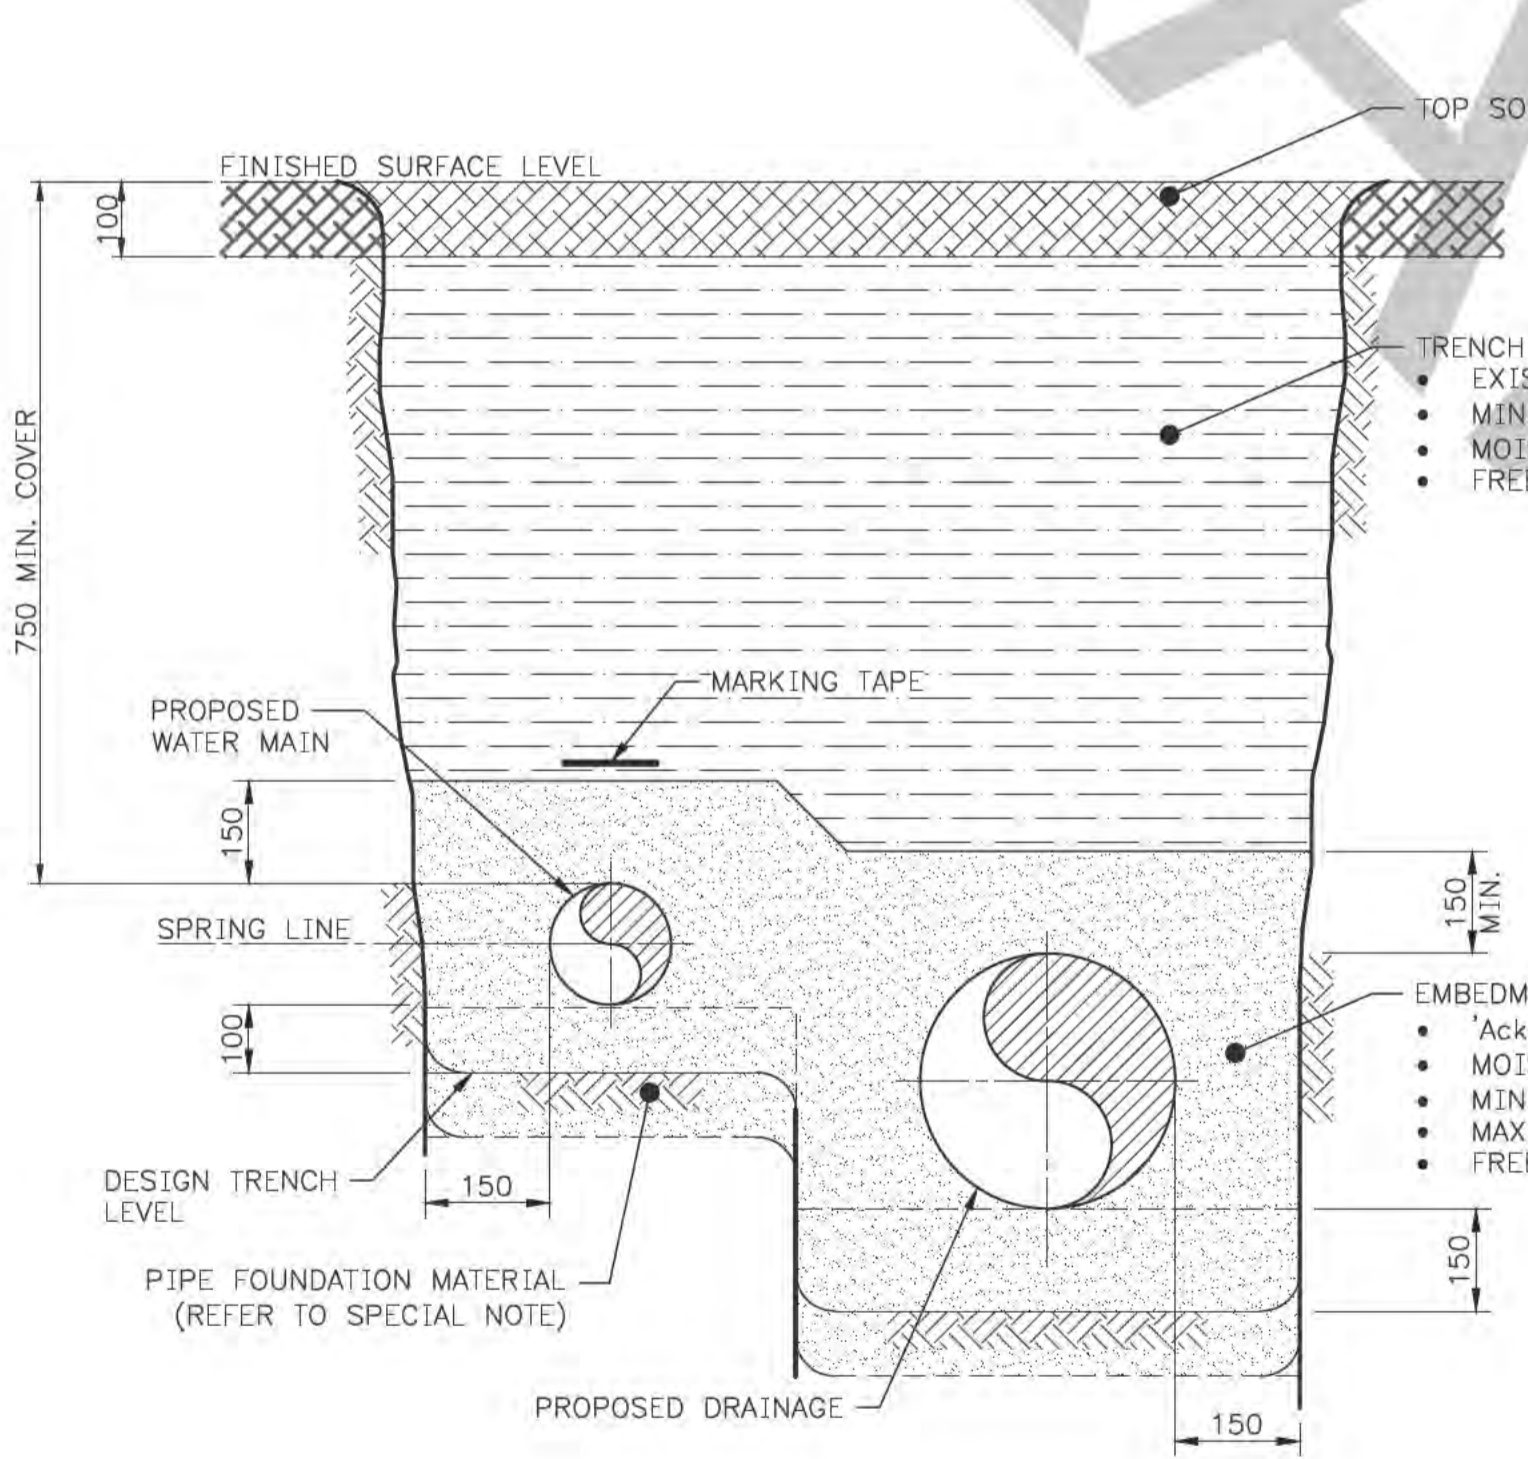 TOP SO
FINISHED SURFACE LEVEL
100
TRENCH
• EXIS
• MIN
• MOI
• FREE
750 MIN. COVER
MARKING TAPE
PROPOSED
WATER MAIN
150
150
MIN.
SPRING LINE
100
EMBEDM
• 'Ack
• MOI
• MIN
• MAX
• FREE
DESIGN TRENCH
LEVEL
150
PIPE FOUNDATION MATERIAL
(REFER TO SPECIAL NOTE)
150
PROPOSED DRAINAGE
150